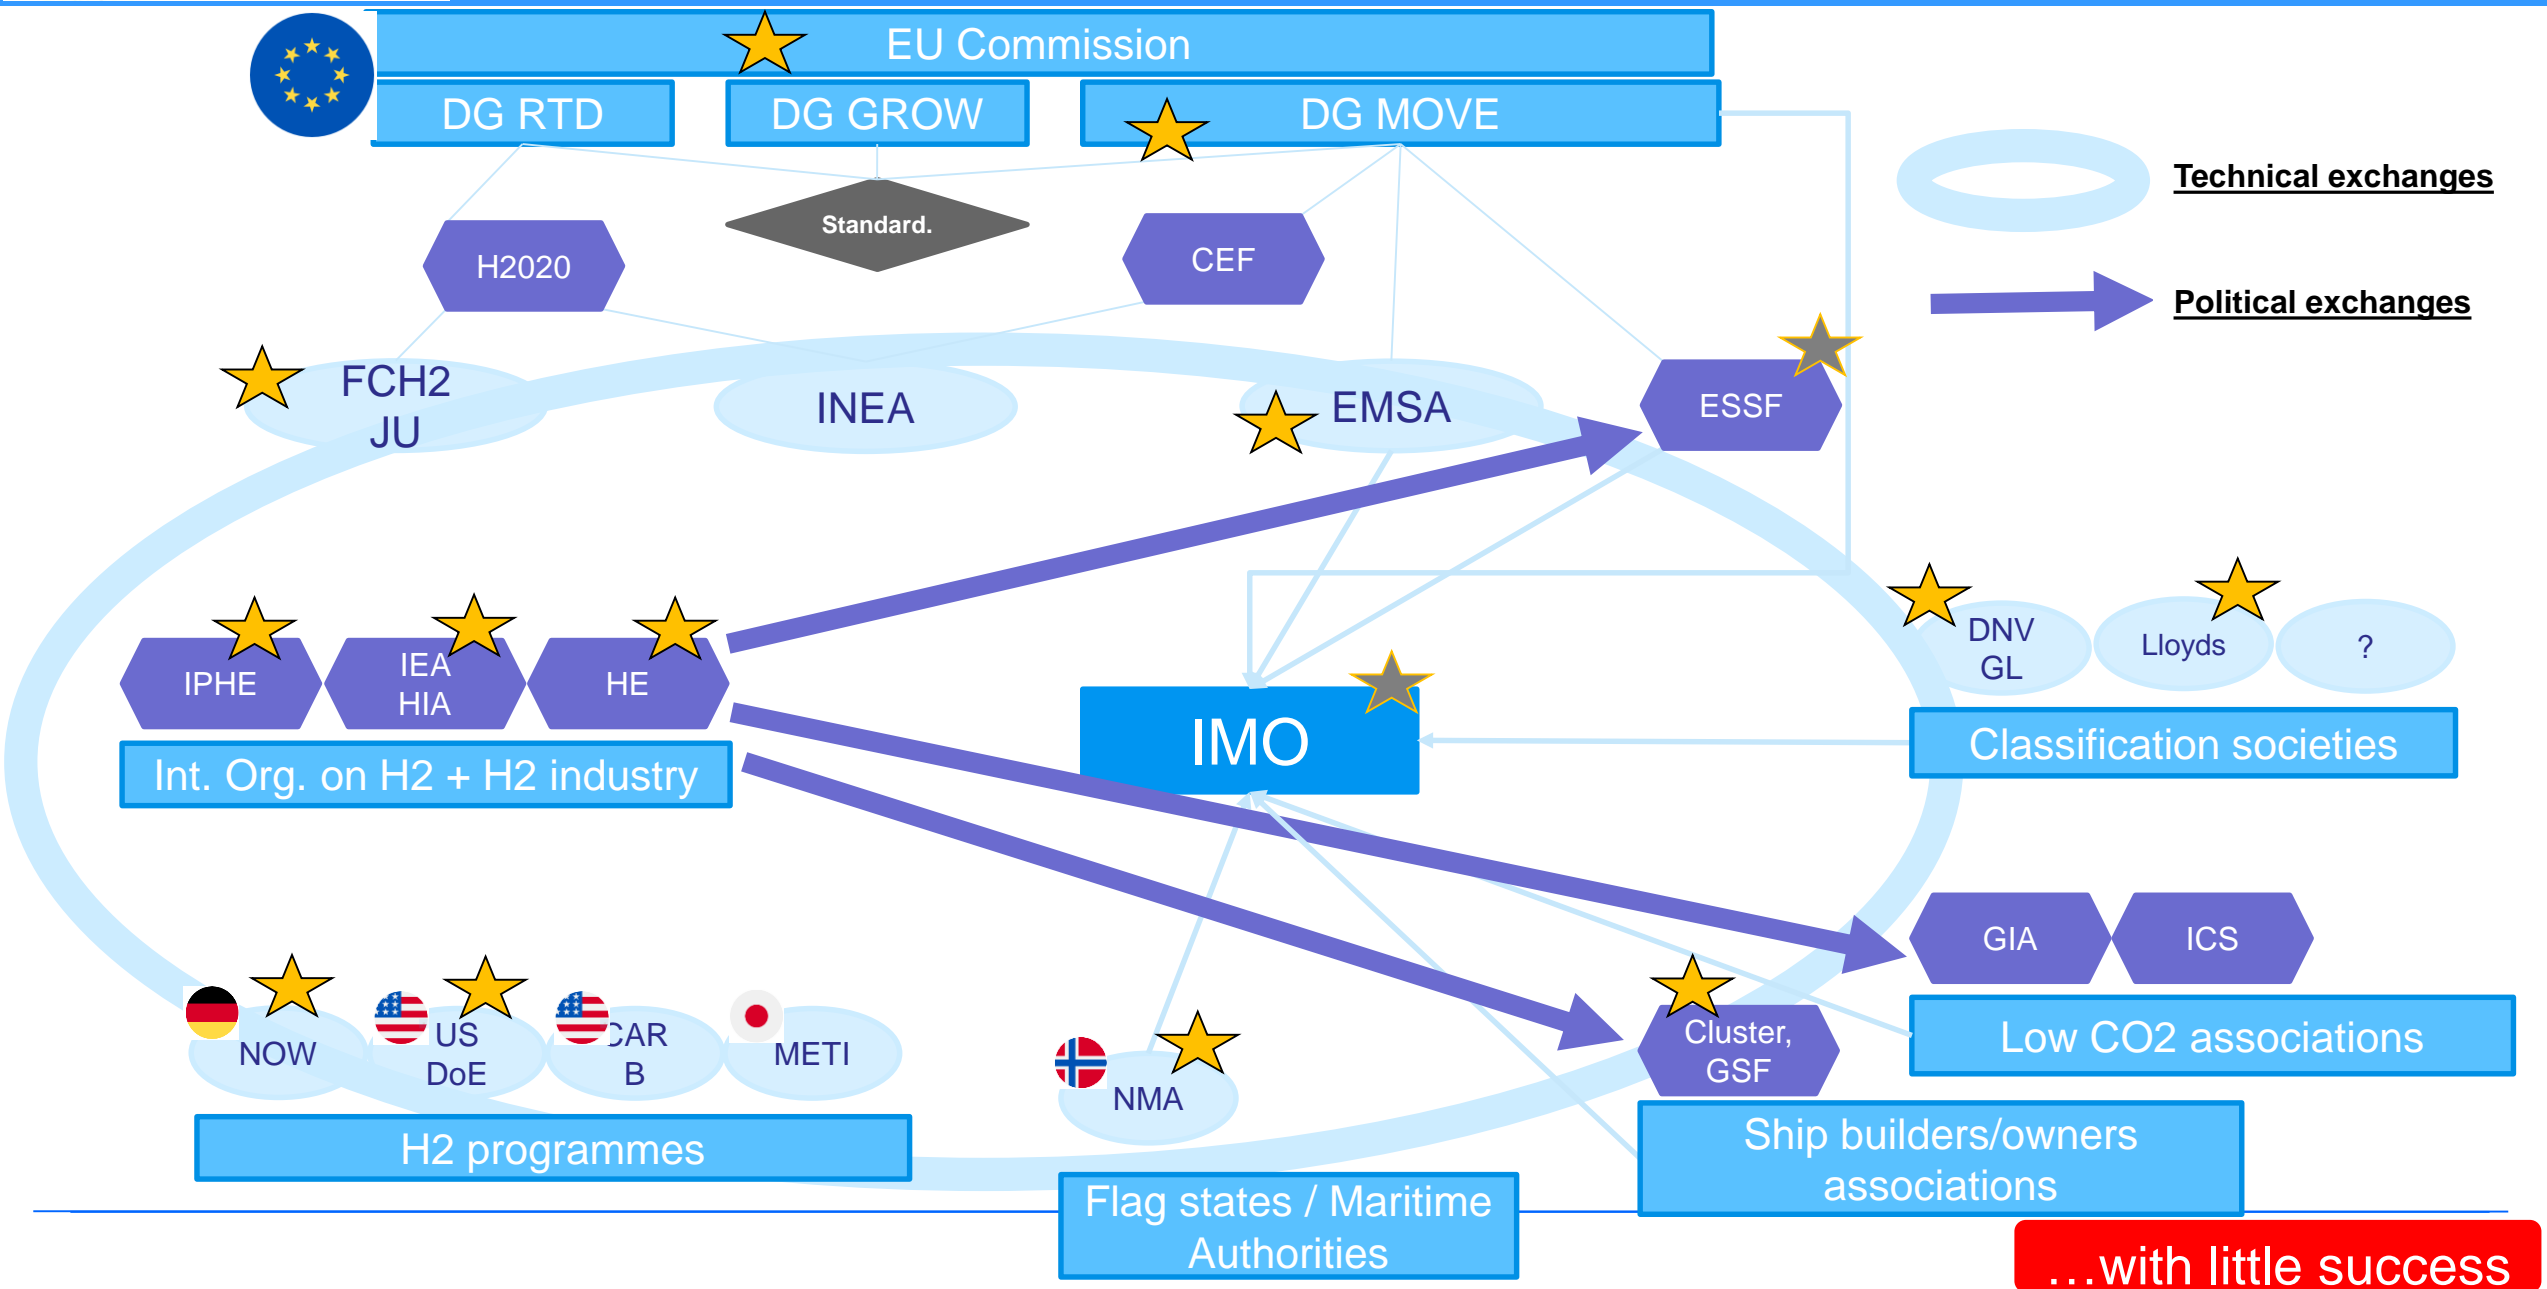 EU Commission
DG RTD
DG GROW
DG MOVE
Technical exchanges
Standard.
H2020
CEF
Political exchanges
FCH2
JU
INEA
EMSA
ESSF
IPHE
IEA
HIA
HE
Int. Org. on H2 + H2 industry
IMO
DNV
GL
Lloyds
?
Classification societies
GIA
ICS
Low CO2 associations
NOW
US
DoE
CAR
B
METI
H2 programmes
NMA
Flag states / Maritime
Authorities
Cluster,
GSF
Ship builders/owners
associations
...with little success